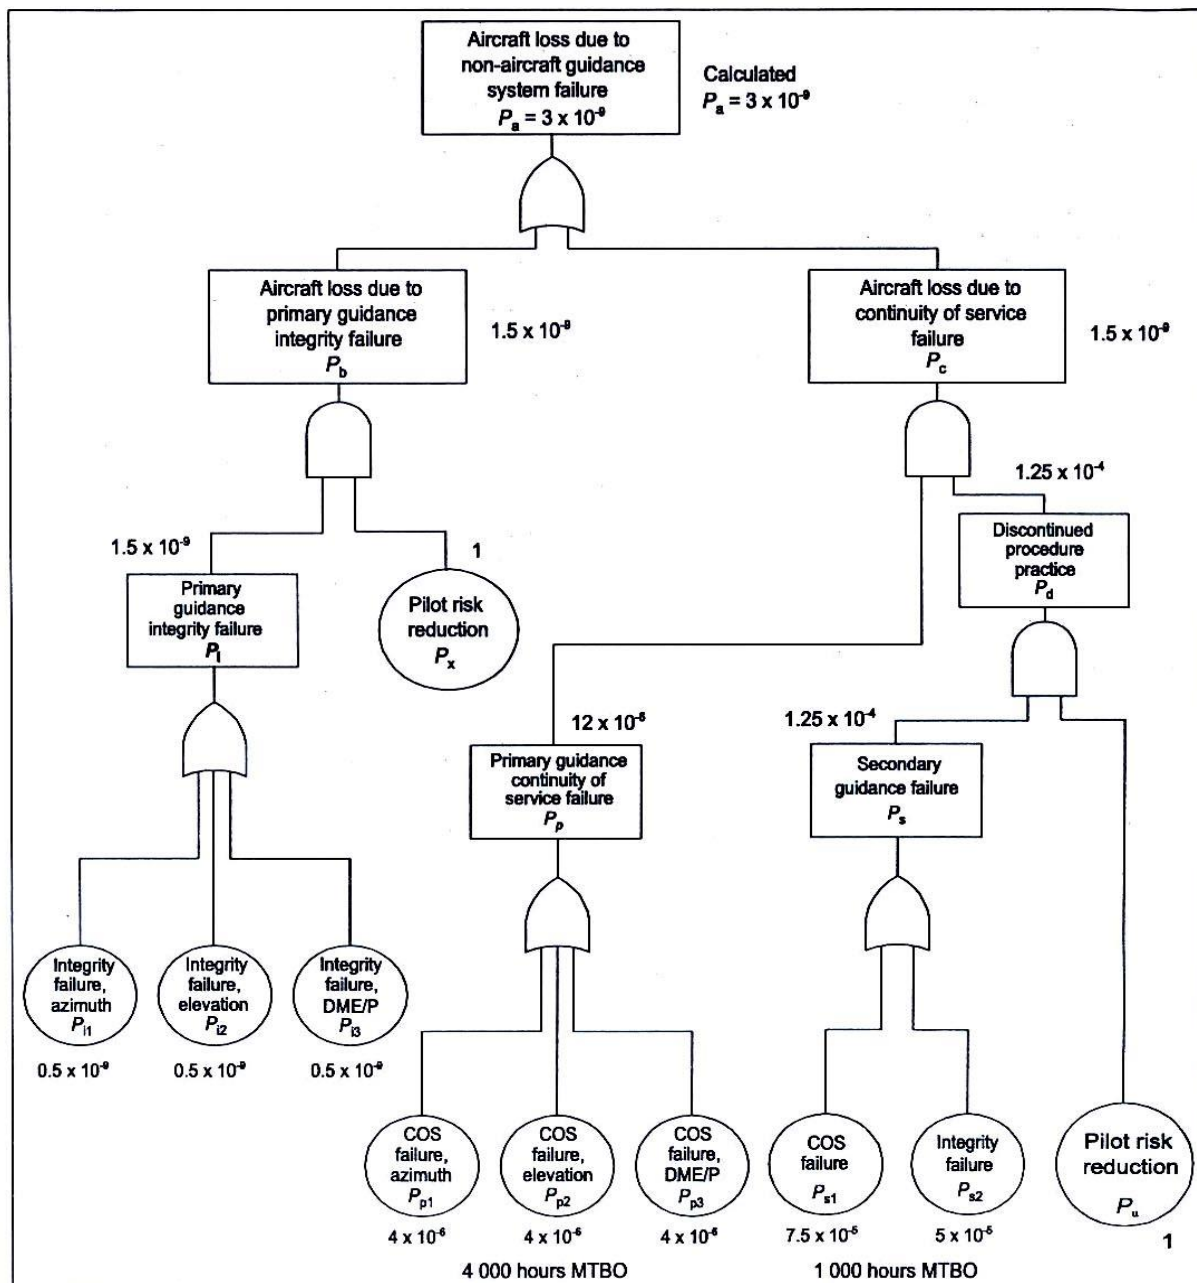 Aircraft loss due to
non-aircraft guidance
system failure
Pₐ = 3 x 10⁻⁹
Calculated
Pₐ = 3 x 10⁻⁹
Aircraft loss due to
primary guidance
integrity failure
P_b
1.5 x 10⁻⁹
Aircraft loss due to
continuity of service
failure
P_c
1.5 x 10⁻⁹
1.25 x 10⁻⁴
Discontinued
procedure
practice
P_d
1.5 x 10⁻⁹
Primary
guidance
integrity failure
Pᵢ
1
Pilot risk
reduction
Pₓ
12 x 10⁻⁶
Primary guidance
continuity of
service failure
Pₚ
1.25 x 10⁻⁴
Secondary
guidance failure
Pₛ
Integrity
failure,
azimuth
Pᵢ₁
0.5 x 10⁻⁹
Integrity
failure,
elevation
Pᵢ₂
0.5 x 10⁻⁹
Integrity
failure,
DME/P
Pᵢ₃
0.5 x 10⁻⁹
COS
failure,
azimuth
Pₚ₁
4 x 10⁻⁶
COS
failure,
elevation
Pₚ₂
4 x 10⁻⁶
COS
failure,
DME/P
Pₚ₃
4 x 10⁻⁶
4 000 hours MTBO
COS
failure
Pₛ₁
7.5 x 10⁻⁵
Integrity
failure
Pₛ₂
5 x 10⁻⁵
1 000 hours MTBO
Pilot risk
reduction
Pᵤ
1